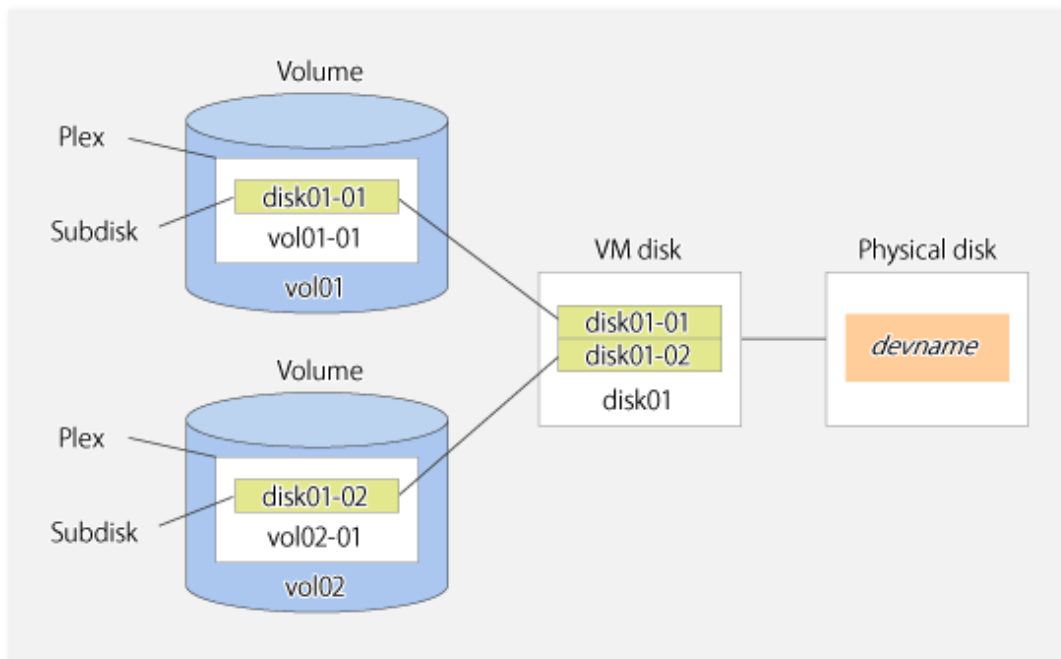 Volume
Plex
disk01-01
Subdisk
vol01-01
vol01
Volume
Plex
disk01-02
Subdisk
vol02-01
vol02
VM disk
disk01-01
disk01-02
disk01
Physical disk
devname